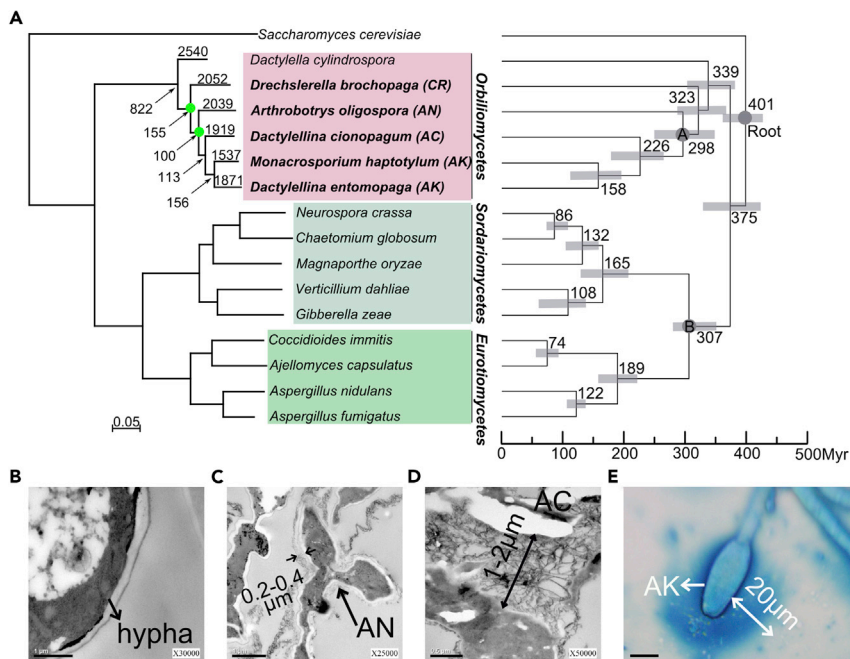 A
Saccharomyces cerevisiae
2540
Dactylella cylindrospora
2052
Drechslerella brochopaga (CR)
822
2039
Arthrobotrys oligospora (AN)
155
1919
Dactylellina cionopagum (AC)
100
1537
Monacrosporium haptotylum (AK)
113
1871
Dactylellina entomopaga (AK)
156
Orbiliomycetes
Neurospora crassa
Chaetomium globosum
Magnaporthe oryzae
Verticillium dahliae
Gibberella zeae
Sordariomycetes
Coccidioides immitis
Ajellomyces capsulatus
Aspergillus nidulans
Aspergillus fumigatus
Eurotiomycetes
0.05
339
323
401
A
Root
298
226
158
375
86
132
165
108
B
307
74
189
122
0 100 200 300 400 500Myr
B
hypha
1 μm
X30000
C
0.2-0.4
μm
AN
X25000
D
AC
1-2μm
X50000
E
AK
20μm